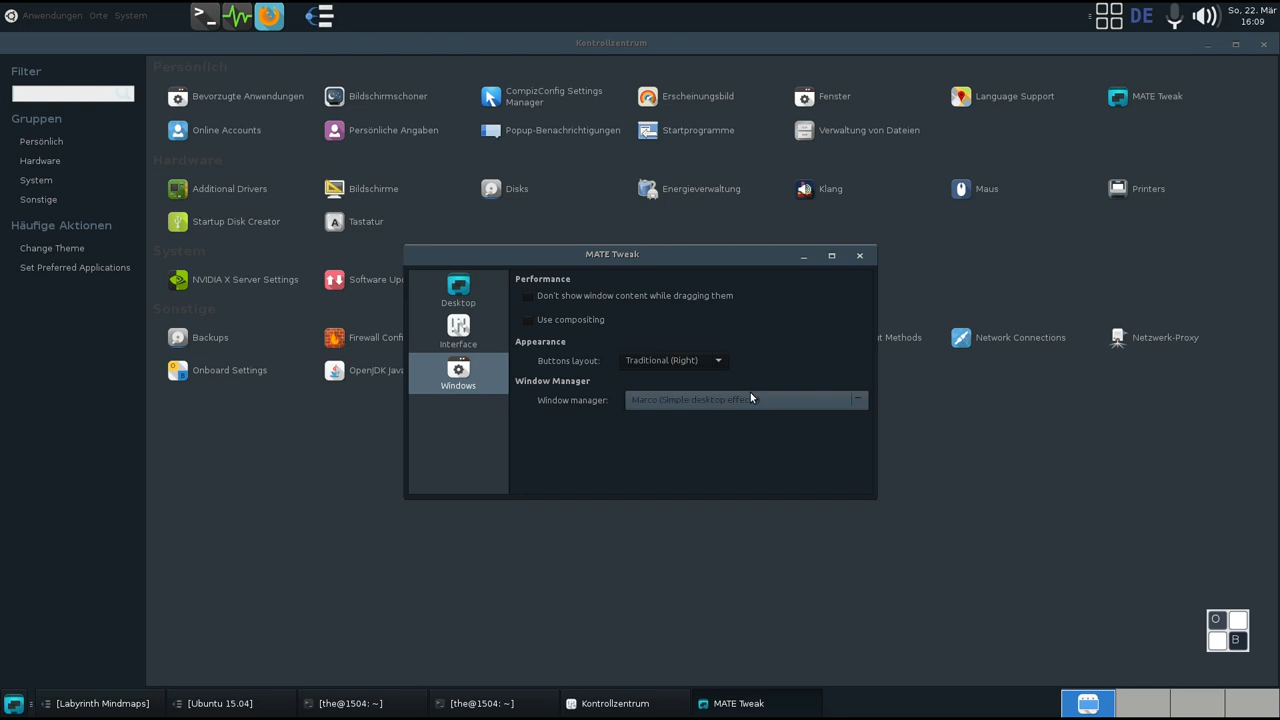 Anwendungen Orte System
DE
So, 22. Mär
16:09
Kontrollzentrum
Filter
Gruppen
Persönlich
Hardware
System
Sonstige
Häufige Aktionen
Change Theme
Set Preferred Applications
Persönlich
Bevorzugte Anwendungen
Bildschirmschoner
CompizConfig Settings
Manager
Erscheinungsbild
Fenster
Language Support
MATE Tweak
Online Accounts
Persönliche Angaben
Popup-Benachrichtigungen
Startprogramme
Verwaltung von Dateien
Hardware
Additional Drivers
Bildschirme
Disks
Energieverwaltung
Klang
Maus
Printers
Startup Disk Creator
Tastatur
System
NVIDIA X Server Settings
Software Up
Sonstige
Backups
Firewall Confi
nt Methods
Network Connections
Netzwerk-Proxy
Onboard Settings
OpenJDK Java
MATE Tweak
Desktop
Interface
Windows
Performance
Don't show window content while dragging them
Use compositing
Appearance
Buttons layout: Traditional (Right)
Window Manager
Window manager: Marco (Simple desktop effec
O
B
[Labyrinth Mindmaps]
[Ubuntu 15.04]
[the@1504: ~]
[the@1504: ~]
Kontrollzentrum
MATE Tweak